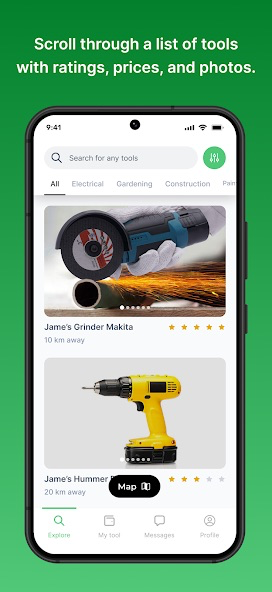 Scroll through a list of tools
with ratings, prices, and photos.
9:41
Search for any tools
All Electrical Gardening Construction
Jame's Grinder Makita
10 km away
Jame's Hummer
20 km away
Map
Explore My tool Messages Profile